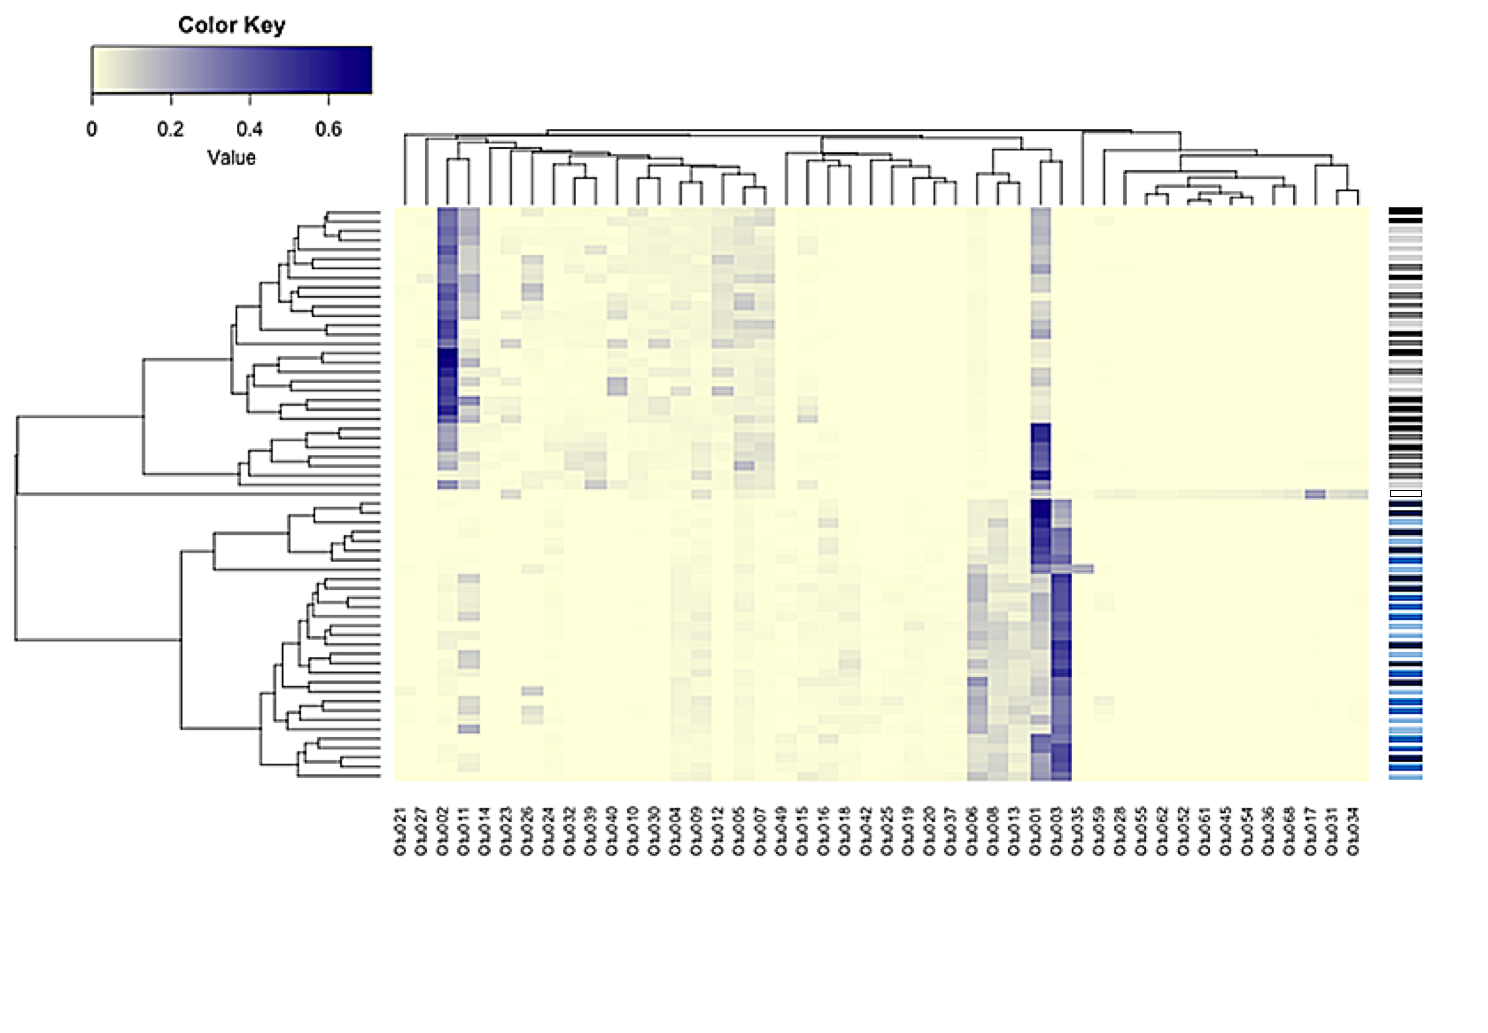 Color Key
0 0.2 0.4 0.6
Value
Otu021 Otu027 Otu002 Otu011 Otu014 Otu023 Otu026 Otu024 Otu032 Otu039 Otu040 Otu010 Otu030 Otu004 Otu009 Otu012 Otu005 Otu007 Otu049 Otu015 Otu016 Otu018 Otu042 Otu025 Otu019 Otu020 Otu037 Otu006 Otu008 Otu013 Otu001 Otu003 Otu035 Otu059 Otu028 Otu055 Otu062 Otu052 Otu061 Otu045 Otu054 Otu036 Otu068 Otu017 Otu031 Otu034